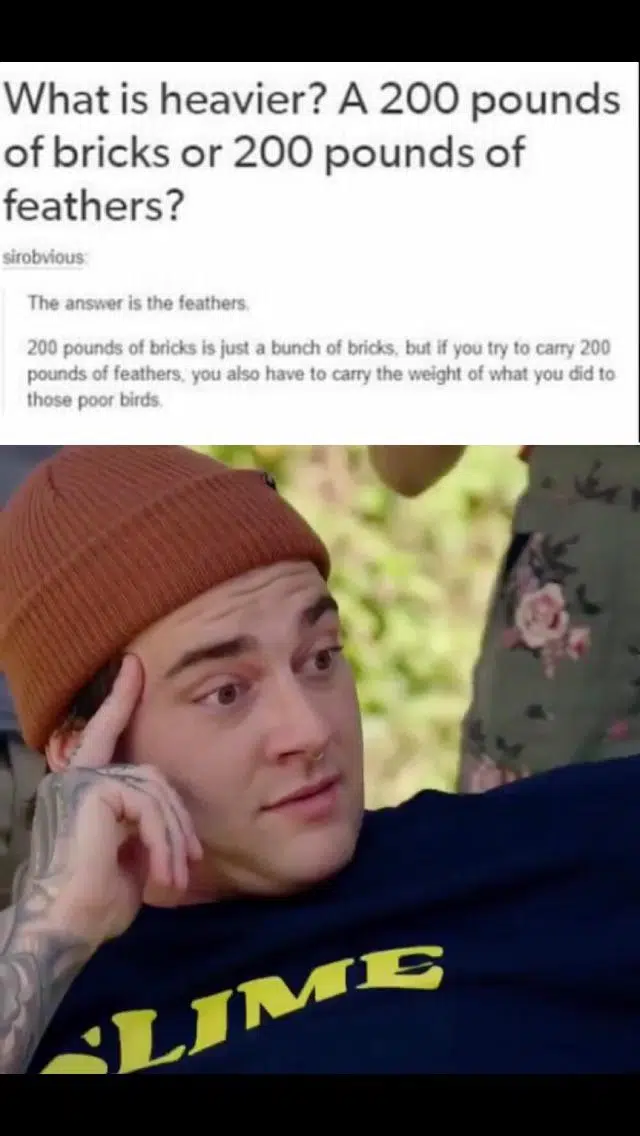 What is heavier? A 200 pounds
of bricks or 200 pounds of
feathers?
sirobvious:
The answer is the feathers.
200 pounds of bricks is just a bunch of bricks, but if you try to carry 200
pounds of feathers, you also have to carry the weight of what you did to
those poor birds.
SLIME